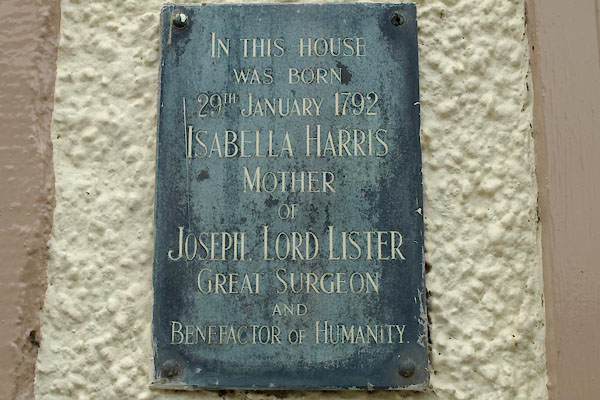 IN THIS HOUSE
WAS BORN
29TH JANUARY 1792
ISABELLA HARRIS
MOTHER
OF
JOSEPH, LORD LISTER
GREAT SURGEON
AND
BENEFACTOR OF HUMANITY.